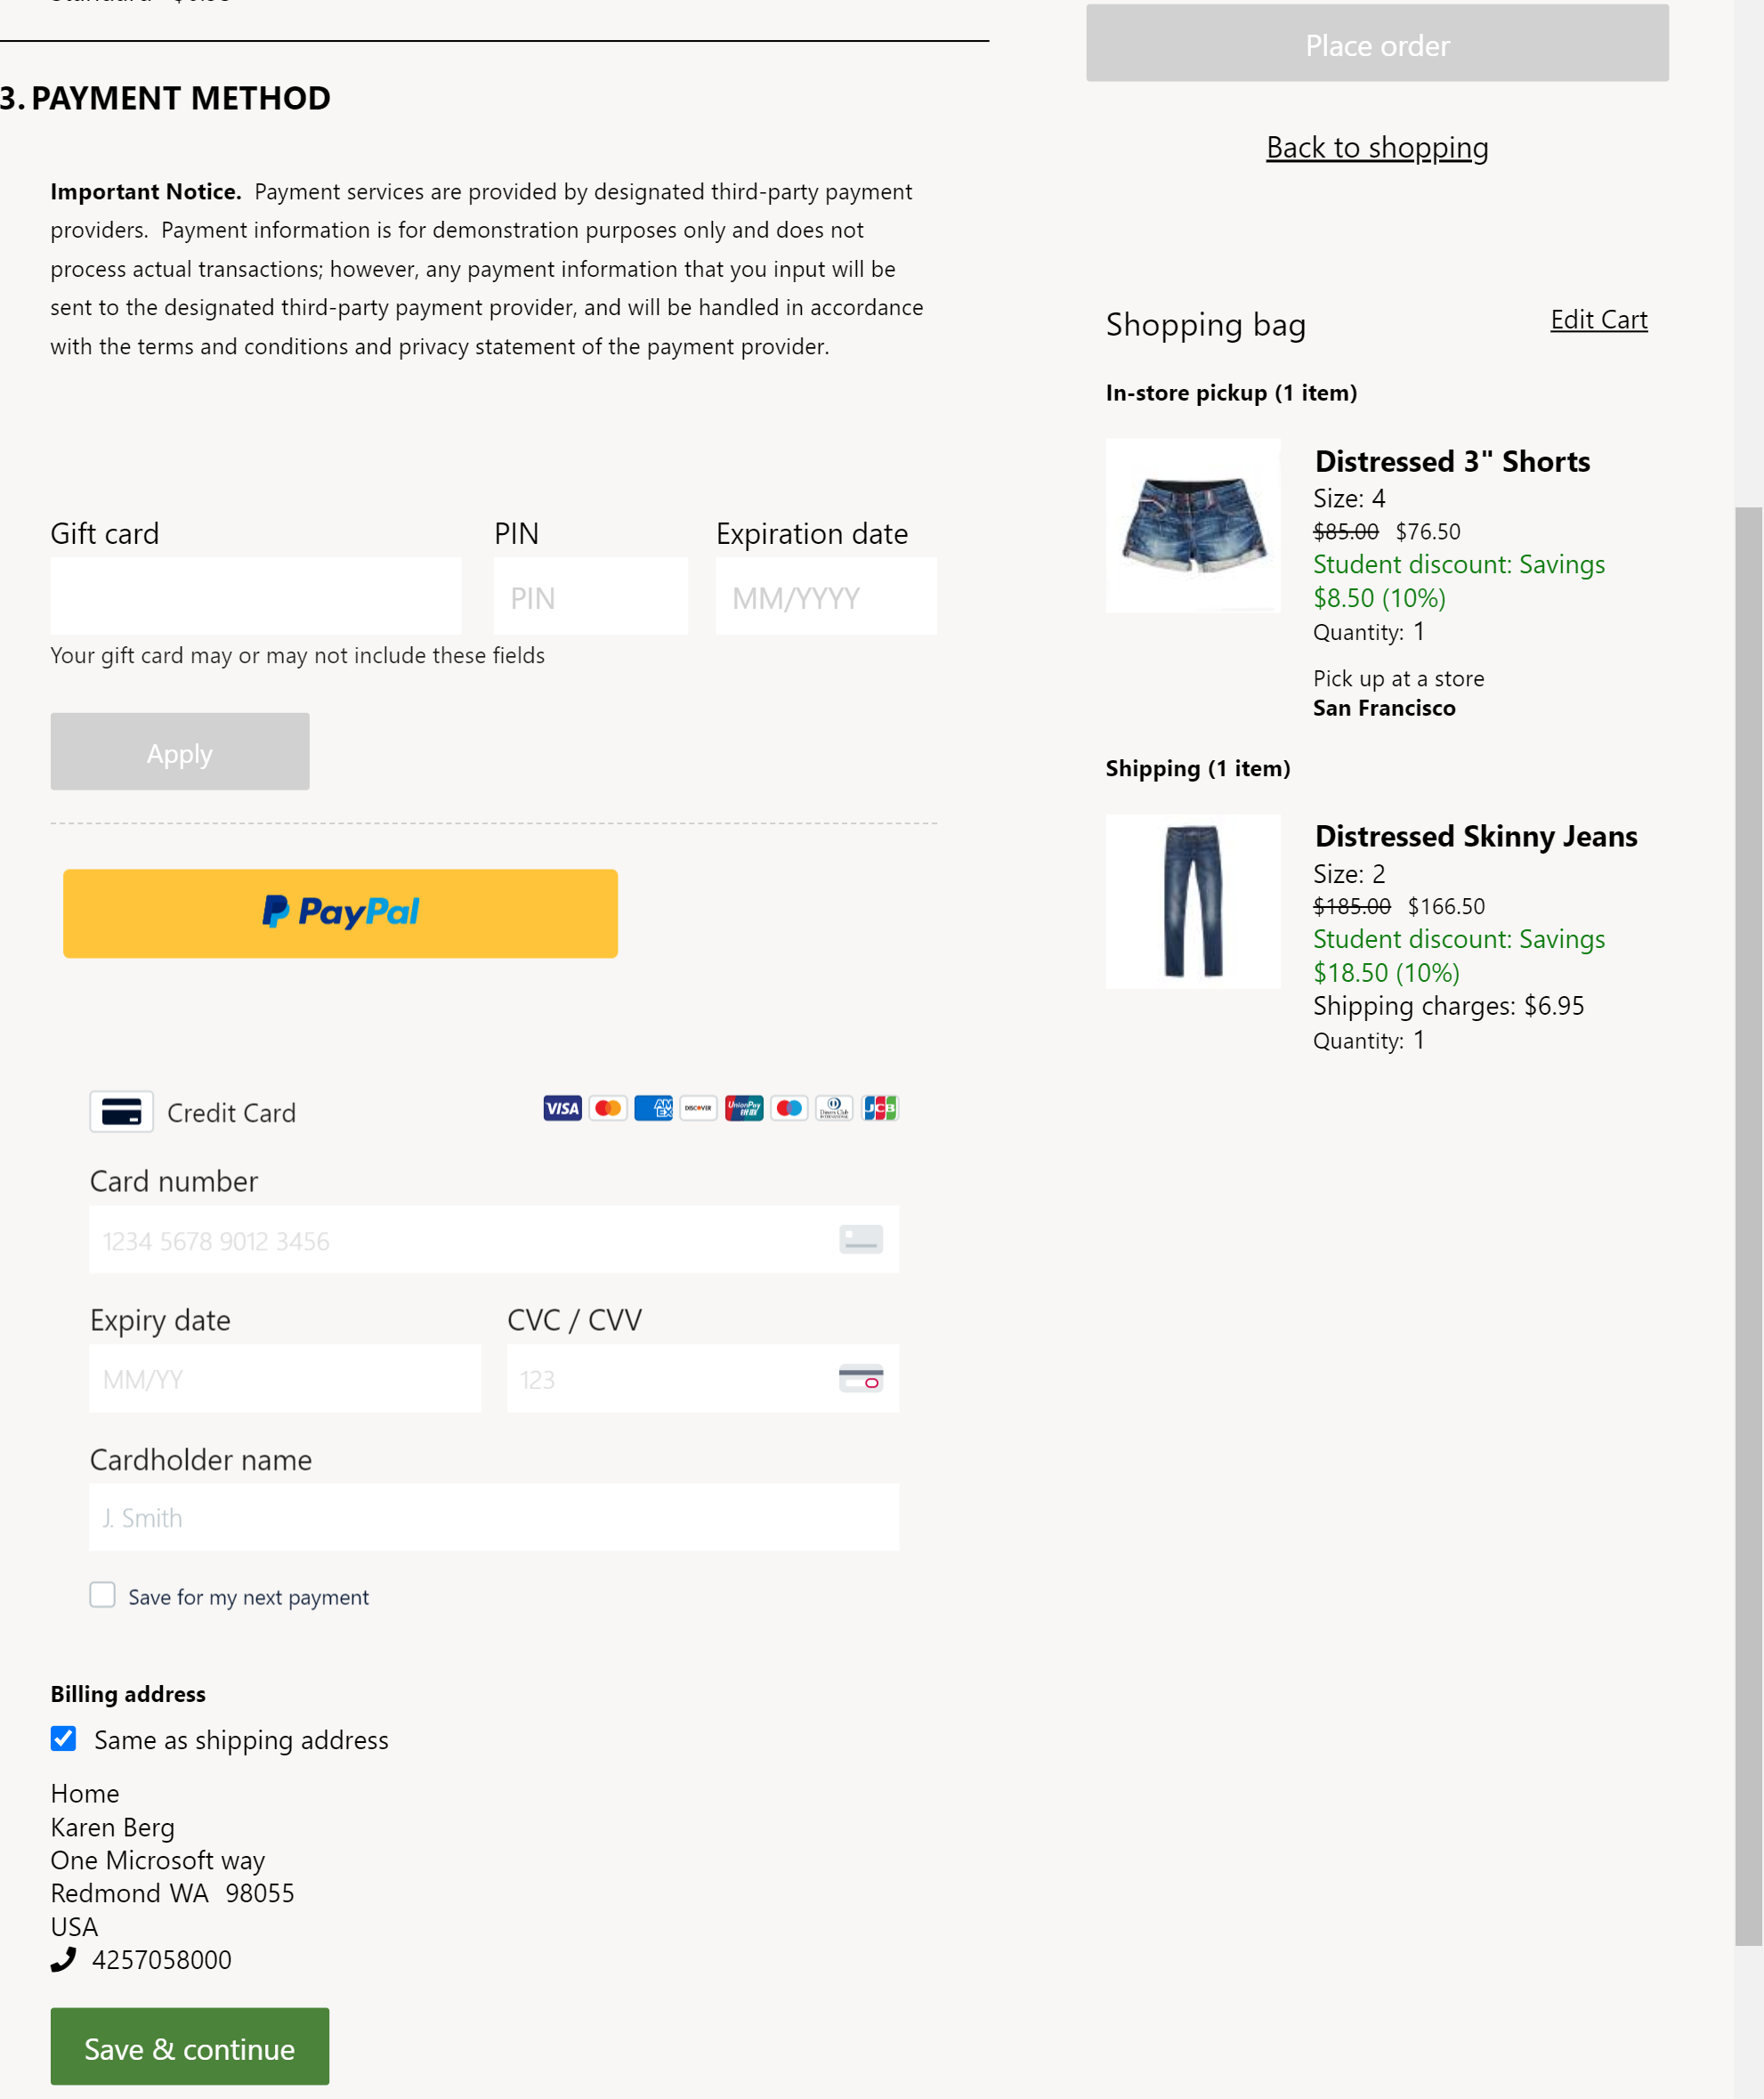 Place order
Back to shopping
3. PAYMENT METHOD
Important Notice.  Payment services are provided by designated third-party payment
providers.  Payment information is for demonstration purposes only and does not
process actual transactions; however, any payment information that you input will be
sent to the designated third-party payment provider, and will be handled in accordance
with the terms and conditions and privacy statement of the payment provider.
Gift card PIN Expiration date
PIN MM/YYYY
Your gift card may or may not include these fields
Apply
PayPal
Credit Card VISA AM EX DISCOVER UnionPay Diners Club JCB
Card number
1234 5678 9012 3456
Expiry date CVC / CVV
MM/YY 123
Cardholder name
J. Smith
Save for my next payment
Billing address
Same as shipping address
Home
Karen Berg
One Microsoft way
Redmond WA  98055
USA
4257058000
Save & continue
Shopping bag Edit Cart
In-store pickup (1 item)
Distressed 3" Shorts
Size: 4
$85.00 $76.50
Student discount: Savings
$8.50 (10%)
Quantity: 1
Pick up at a store
San Francisco
Shipping (1 item)
Distressed Skinny Jeans
Size: 2
$185.00 $166.50
Student discount: Savings
$18.50 (10%)
Shipping charges: $6.95
Quantity: 1